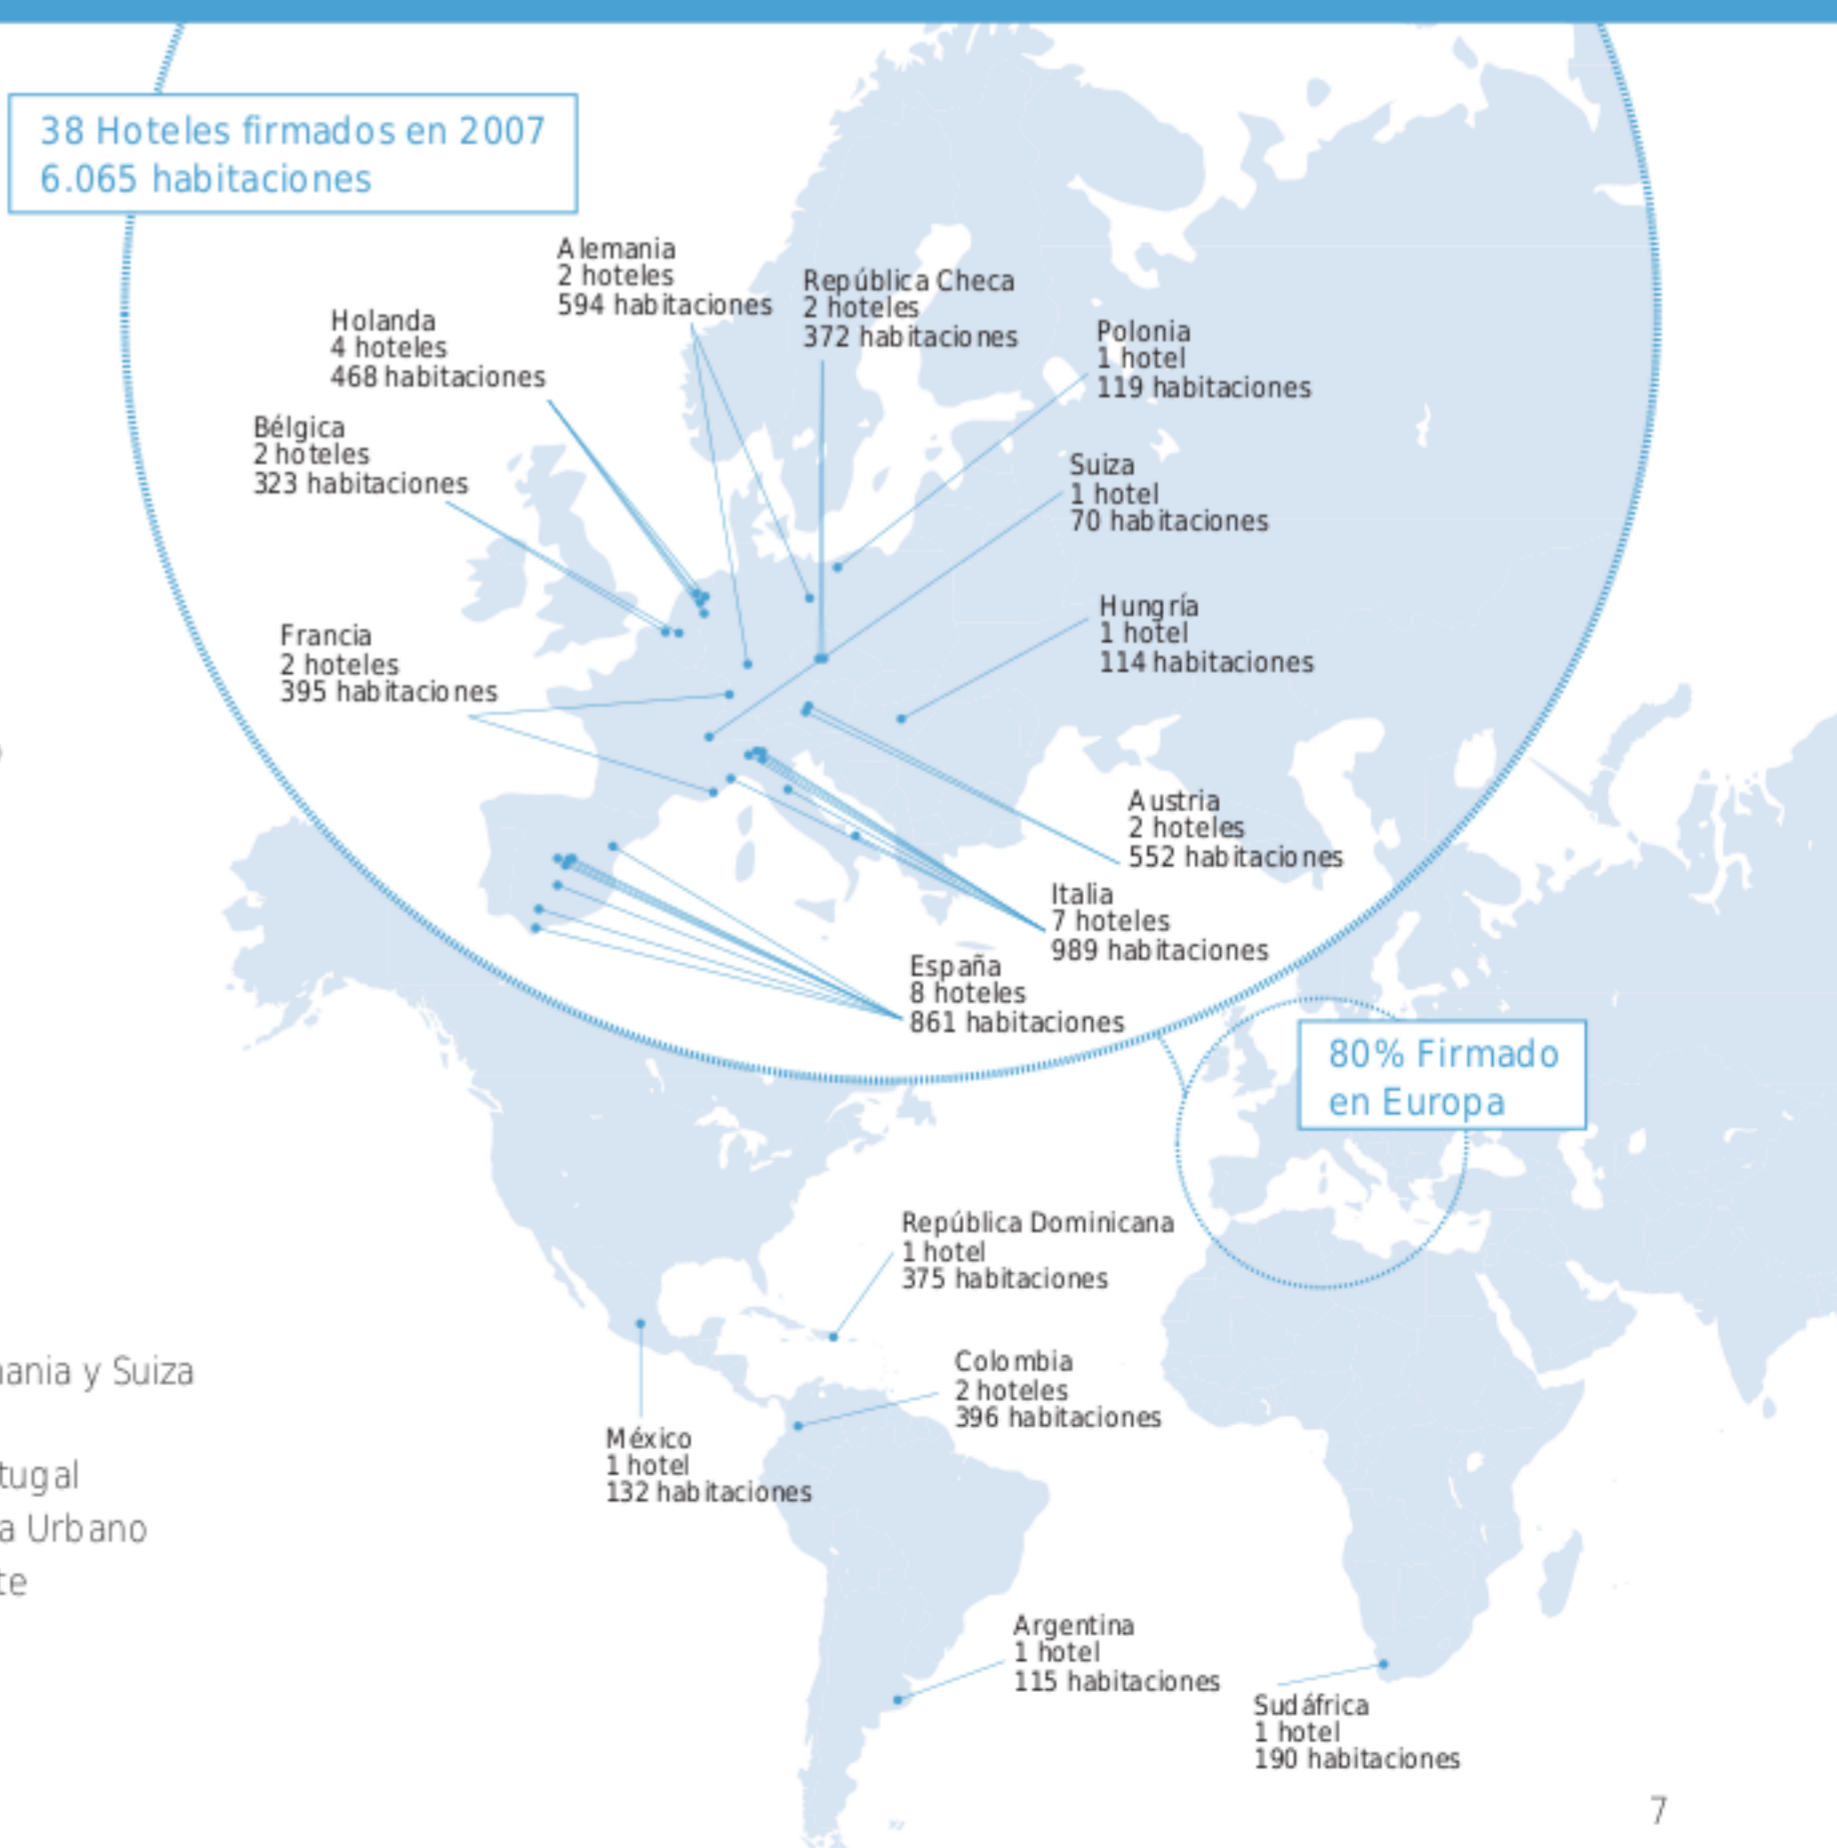 38 Hoteles firmados en 2007
6.065 habitaciones
Alemania
2 hoteles
594 habitaciones
República Checa
2 hoteles
372 habitaciones
Holanda
4 hoteles
468 habitaciones
Polonia
1 hotel
119 habitaciones
Bélgica
2 hoteles
323 habitaciones
Suiza
1 hotel
70 habitaciones
Hungría
1 hotel
114 habitaciones
Francia
2 hoteles
395 habitaciones
Austria
2 hoteles
552 habitaciones
Italia
7 hoteles
989 habitaciones
España
8 hoteles
861 habitaciones
80% Firmado
en Europa
República Dominicana
1 hotel
375 habitaciones
Colombia
2 hoteles
396 habitaciones
México
1 hotel
132 habitaciones
y Suiza
Urbano
Argentina
1 hotel
115 habitaciones
Sudáfrica
1 hotel
190 habitaciones
7